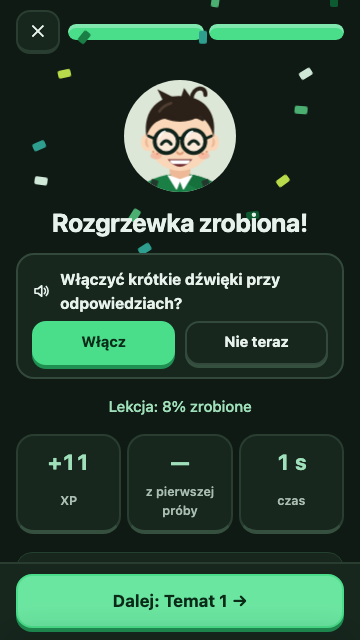 Rozgrzewka zrobiona!
Włączyć krótkie dźwięki przy
odpowiedziach?
Włącz
Nie teraz
Lekcja: 8% zrobione
+11
XP
—
z pierwszej
próby
1 s
czas
Dalej: Temat 1 →